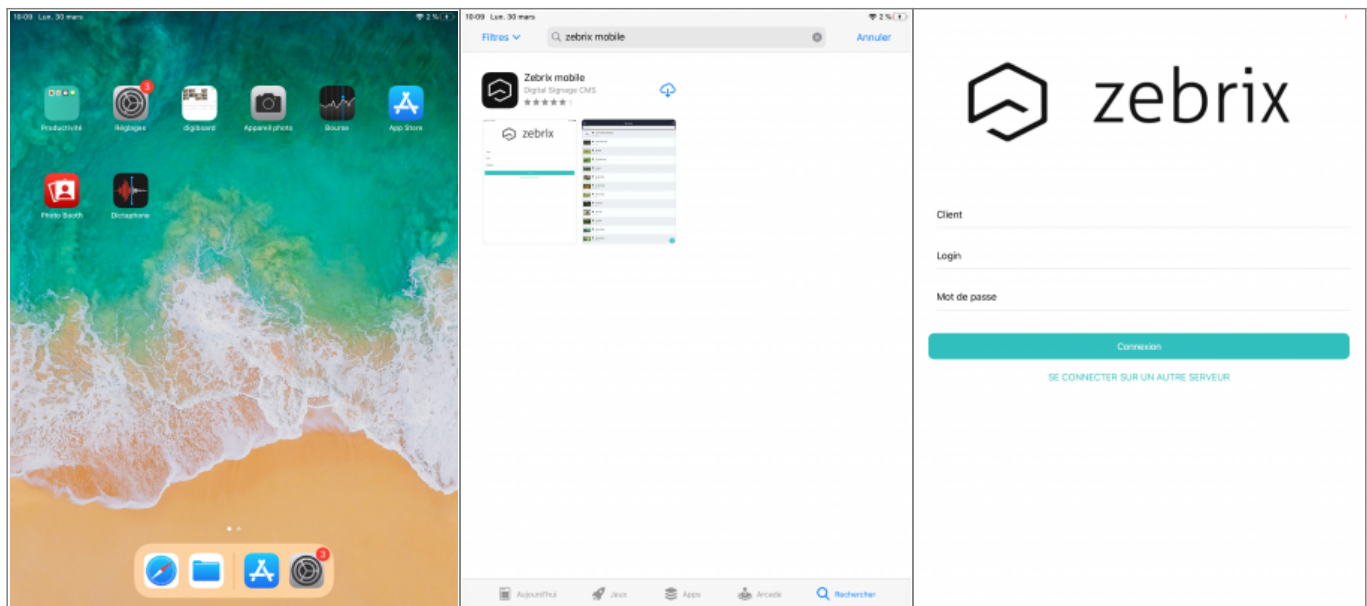 10:09 Lun. 30 mars
2 %
3
Productivité
Réglages
digiboard
Appareil photo
Bourse
App Store
Photo Booth
Dictaphone
3
10:09 Lun. 30 mars
2 %
Filtres
zebrix mobile
Annuler
Zebrix mobile
Digital Signage CMS
zebrix
Aujourd'hui
Jeux
Apps
Arcade
Rechercher
zebrix
Client
Login
Mot de passe
Connexion
SE CONNECTER SUR UN AUTRE SERVEUR